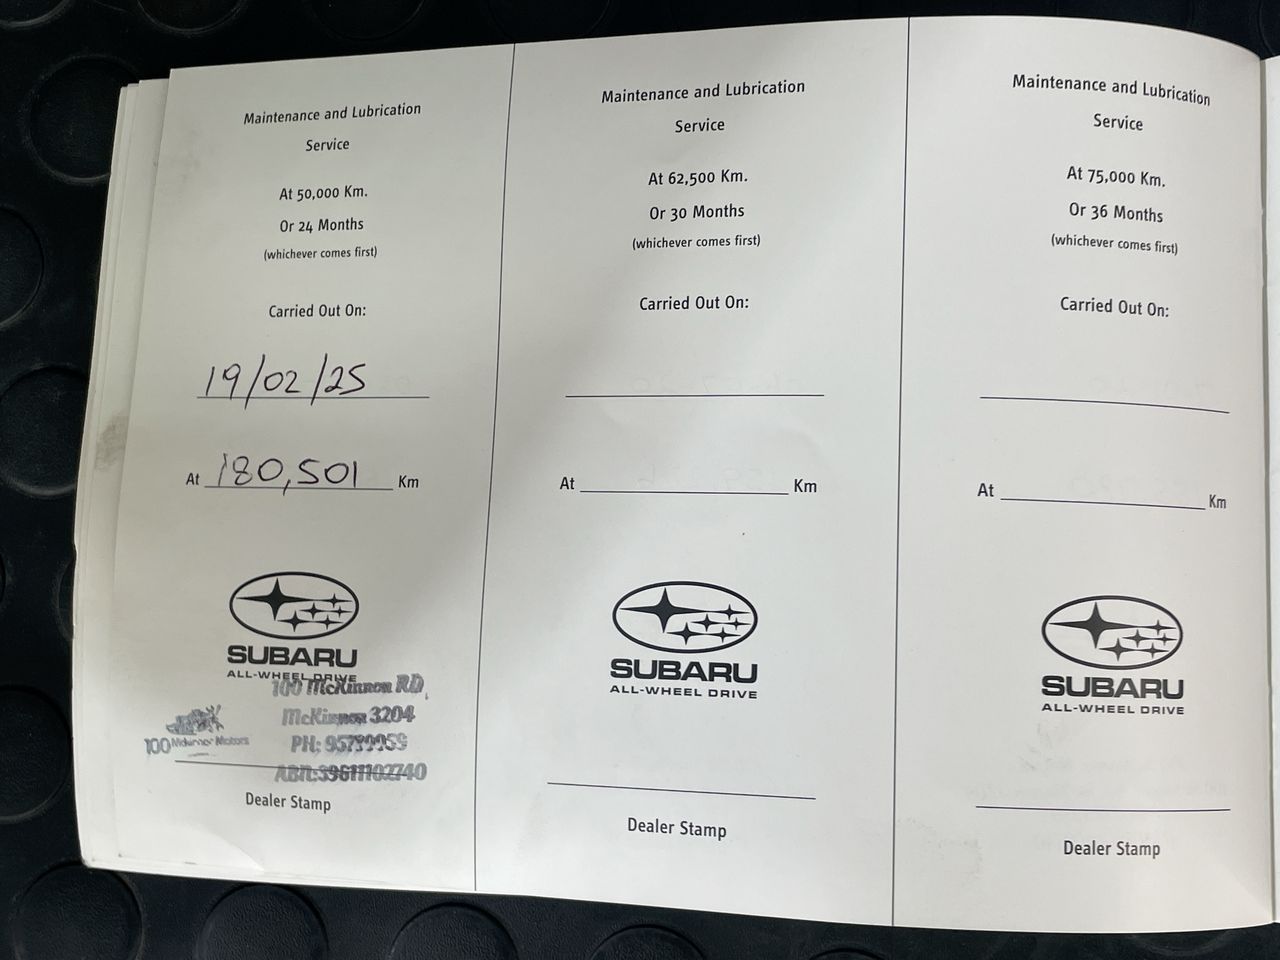 Maintenance and Lubrication
Service
At 50,000 Km.
Or 24 Months
(whichever comes first)
Carried Out On:
19/02/25
At 180,501 Km
SUBARU
ALL-WHEEL DRIVE
100 McKinnon RD,
McKinnon 3204
100 Mckinnon Motors
PH:
Dealer Stamp
Maintenance and Lubrication
Service
At 62,500 Km.
Or 30 Months
(whichever comes first)
Carried Out On:
At Km
SUBARU
ALL-WHEEL DRIVE
Dealer Stamp
Maintenance and Lubrication
Service
At 75,000 Km.
Or 36 Months
(whichever comes first)
Carried Out On:
At Km
SUBARU
ALL-WHEEL DRIVE
Dealer Stamp